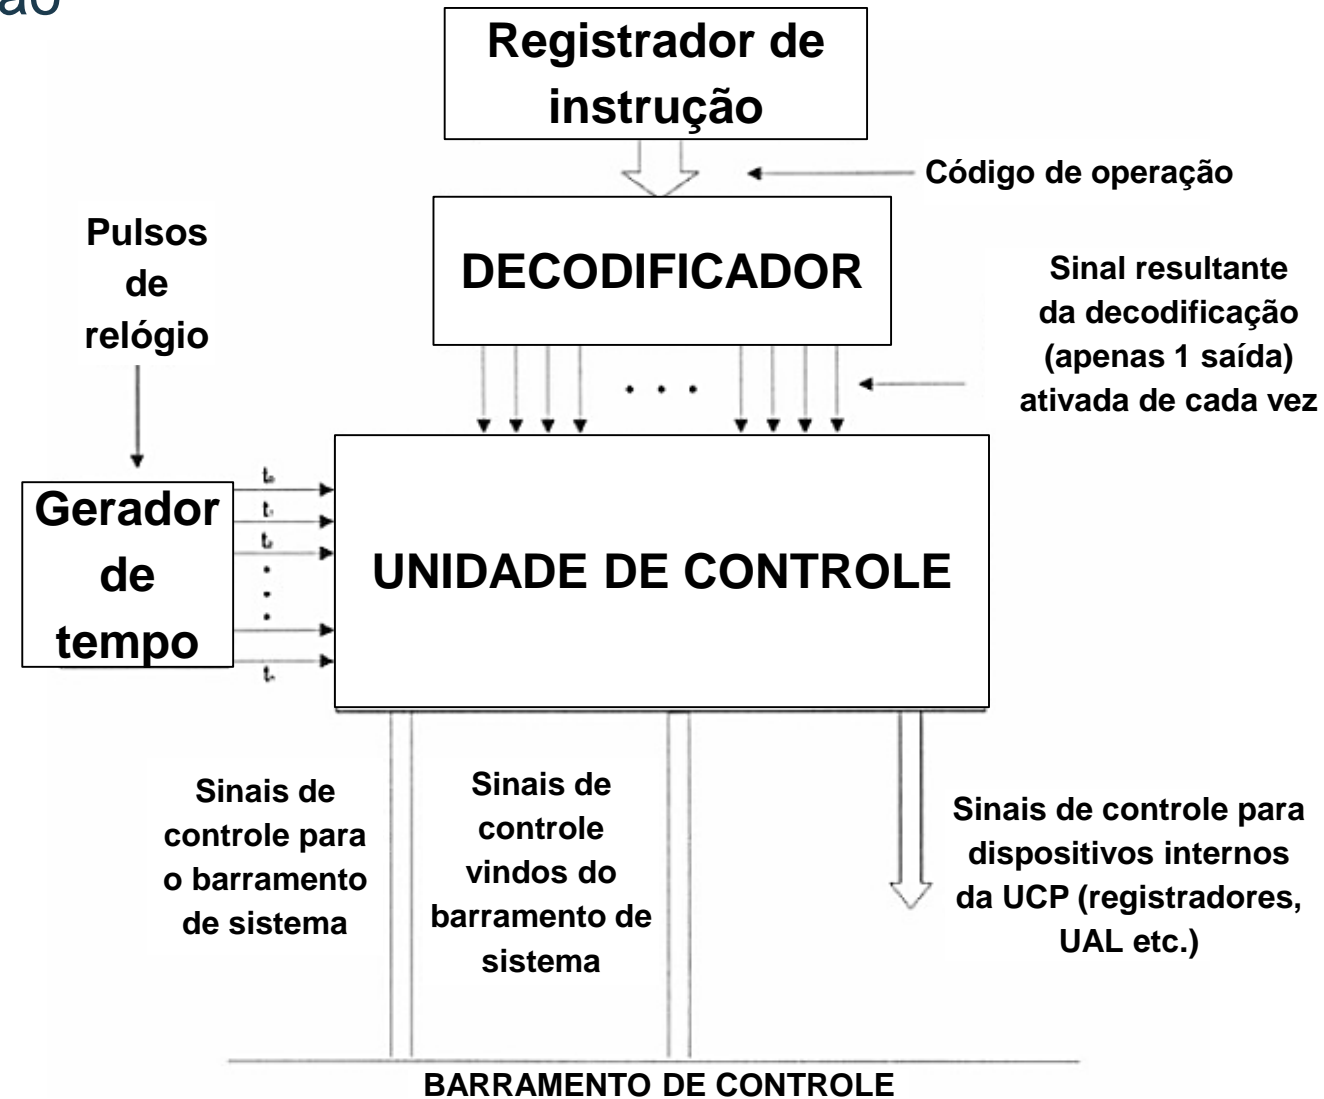 ão
Registrador de
instrução
Código de operação
Pulsos
de
relógio
DECODIFICADOR
Sinal resultante
da decodificação
(apenas 1 saída)
ativada de cada vez
. . .
Gerador
de
tempo
UNIDADE DE CONTROLE
Sinais de
controle para
o barramento
de sistema
Sinais de
controle
vindos do
barramento de
sistema
Sinais de controle para
dispositivos internos
da UCP (registradores,
UAL etc.)
BARRAMENTO DE CONTROLE